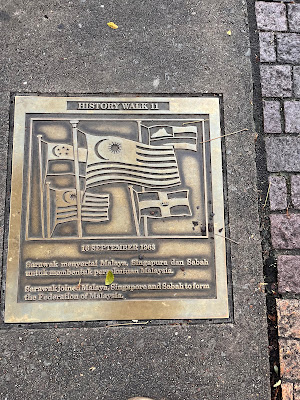 HISTORY WALK 11
16 SEPTEMBER 1963
Sarawak menyertai Malaya, Singapura dan Sabah
untuk membentuk persekutuan Malaysia.
Sarawak joined Malaya, Singapore and Sabah to form
the Federation of Malaysia.